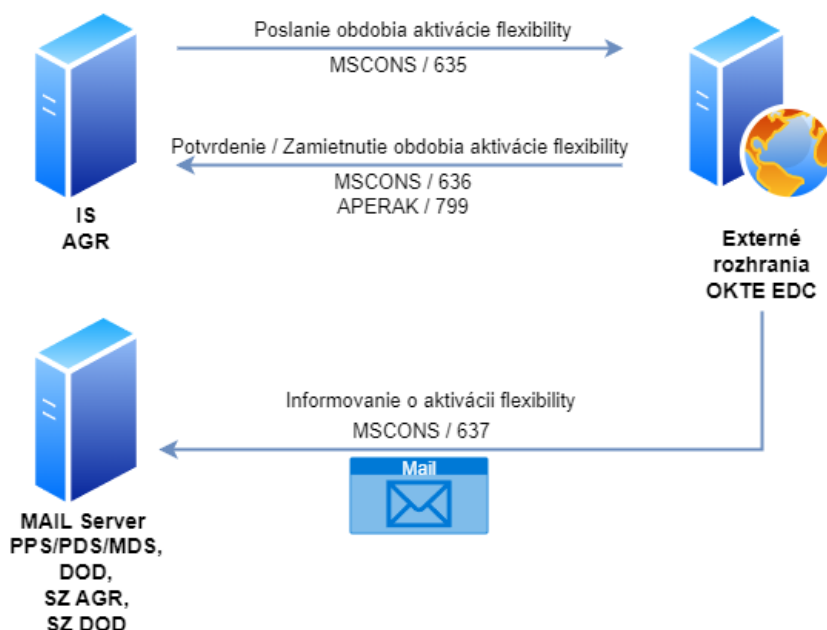 Poslanie obdobia aktivácie flexibility
MSCONS / 635
Potvrdenie / Zamietnutie obdobia aktivácie flexibility
MSCONS / 636
APERAK / 799
IS
AGR
Externé
rozhrania
OKTE EDC
Informovanie o aktivácii flexibility
MSCONS / 637
Mail
MAIL Server
PPS/PDS/MDS,
DOD,
SZ AGR,
SZ DOD